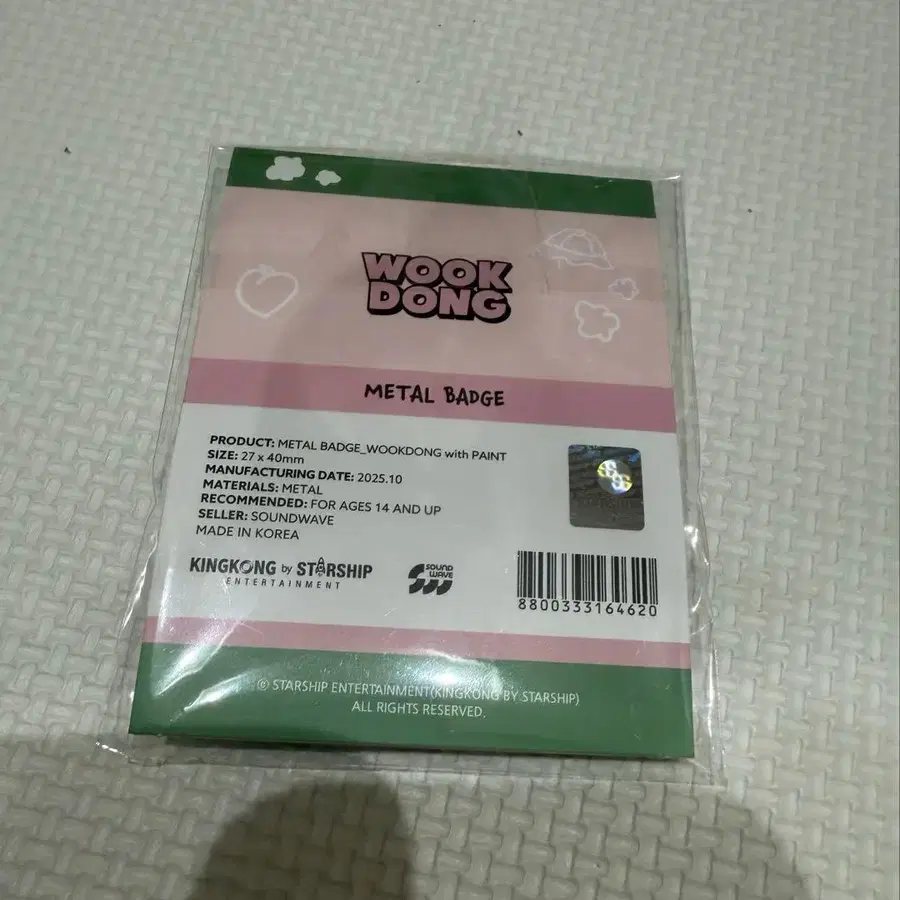 WOOK
DONG
METAL BADGE
PRODUCT: METAL BADGE_WOOKDONG with PAINT
SIZE: 27 x 40mm
MANUFACTURING DATE: 2025.10
MATERIALS: METAL
RECOMMENDED: FOR AGES 14 AND UP
SELLER: SOUNDWAVE
MADE IN KOREA
KINGKONG by STARSHIP
ENTERTAINMENT
SOUND
WAVE
8800333164620
© STARSHIP ENTERTAINMENT(KINGKONG BY STARSHIP)
ALL RIGHTS RESERVED.